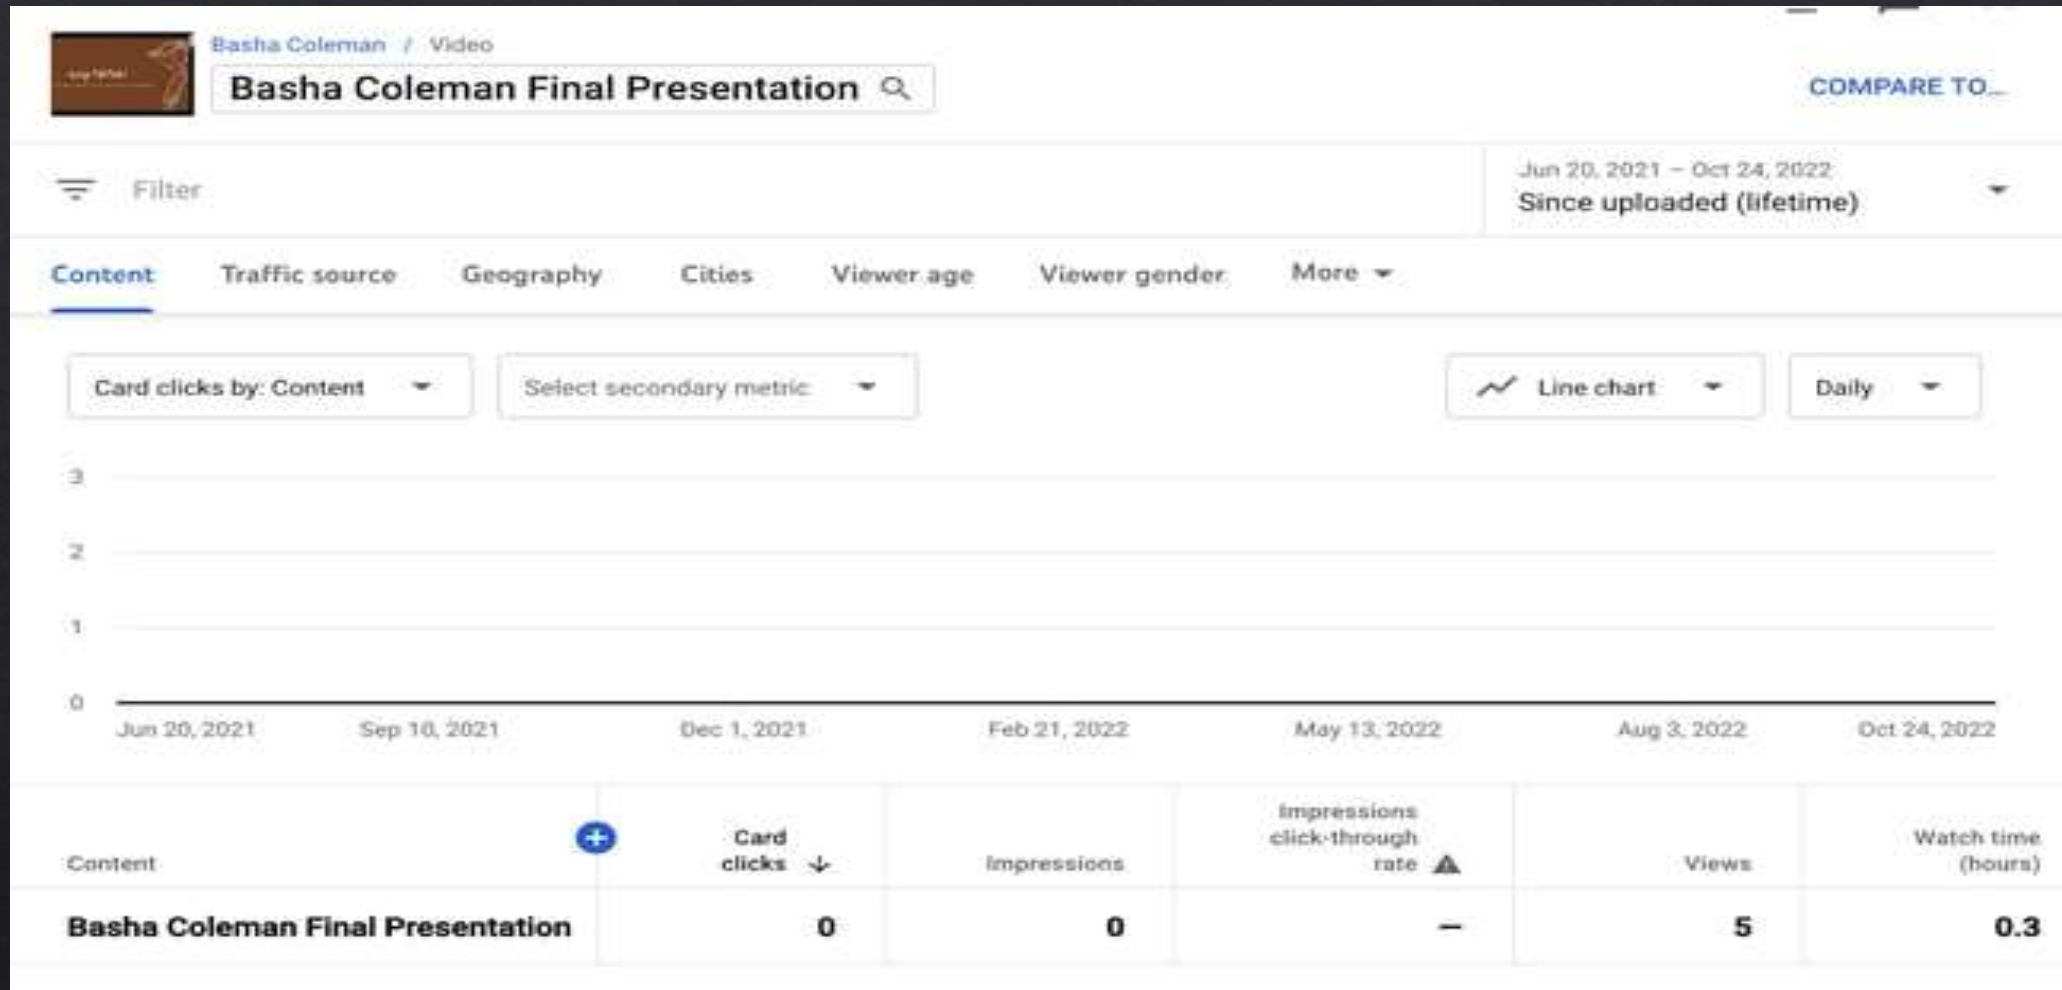 Basha Coleman / Video
Basha Coleman Final Presentation
COMPARE TO...
Filter
Jun 20, 2021 – Oct 24, 2022
Since uploaded (lifetime)
Content Traffic source Geography Cities Viewer age Viewer gender More
Card clicks by: Content Select secondary metric Line chart Daily
3
2
1
0
Jun 20, 2021 Sep 10, 2021 Dec 1, 2021 Feb 21, 2022 May 13, 2022 Aug 3, 2022 Oct 24, 2022
Content
Card
clicks
Impressions
Impressions
click-through
rate
Views
Watch time
(hours)
Basha Coleman Final Presentation 0 0 – 5 0.3